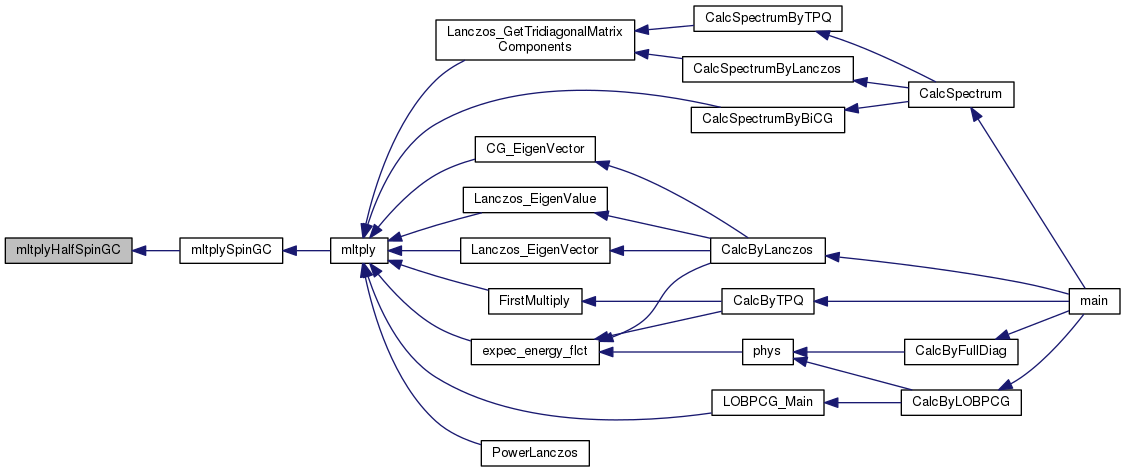 mltplyHalfSpinGC
mltplySpinGC
mltply
Lanczos_GetTridiagonalMatrix
Components
CalcSpectrumByBiCG
CG_EigenVector
Lanczos_EigenValue
Lanczos_EigenVector
FirstMultiply
expec_energy_flct
LOBPCG_Main
PowerLanczos
CalcSpectrumByTPQ
CalcSpectrumByLanczos
CalcSpectrum
CalcByLanczos
CalcByTPQ
phys
CalcByFullDiag
CalcByLOBPCG
main